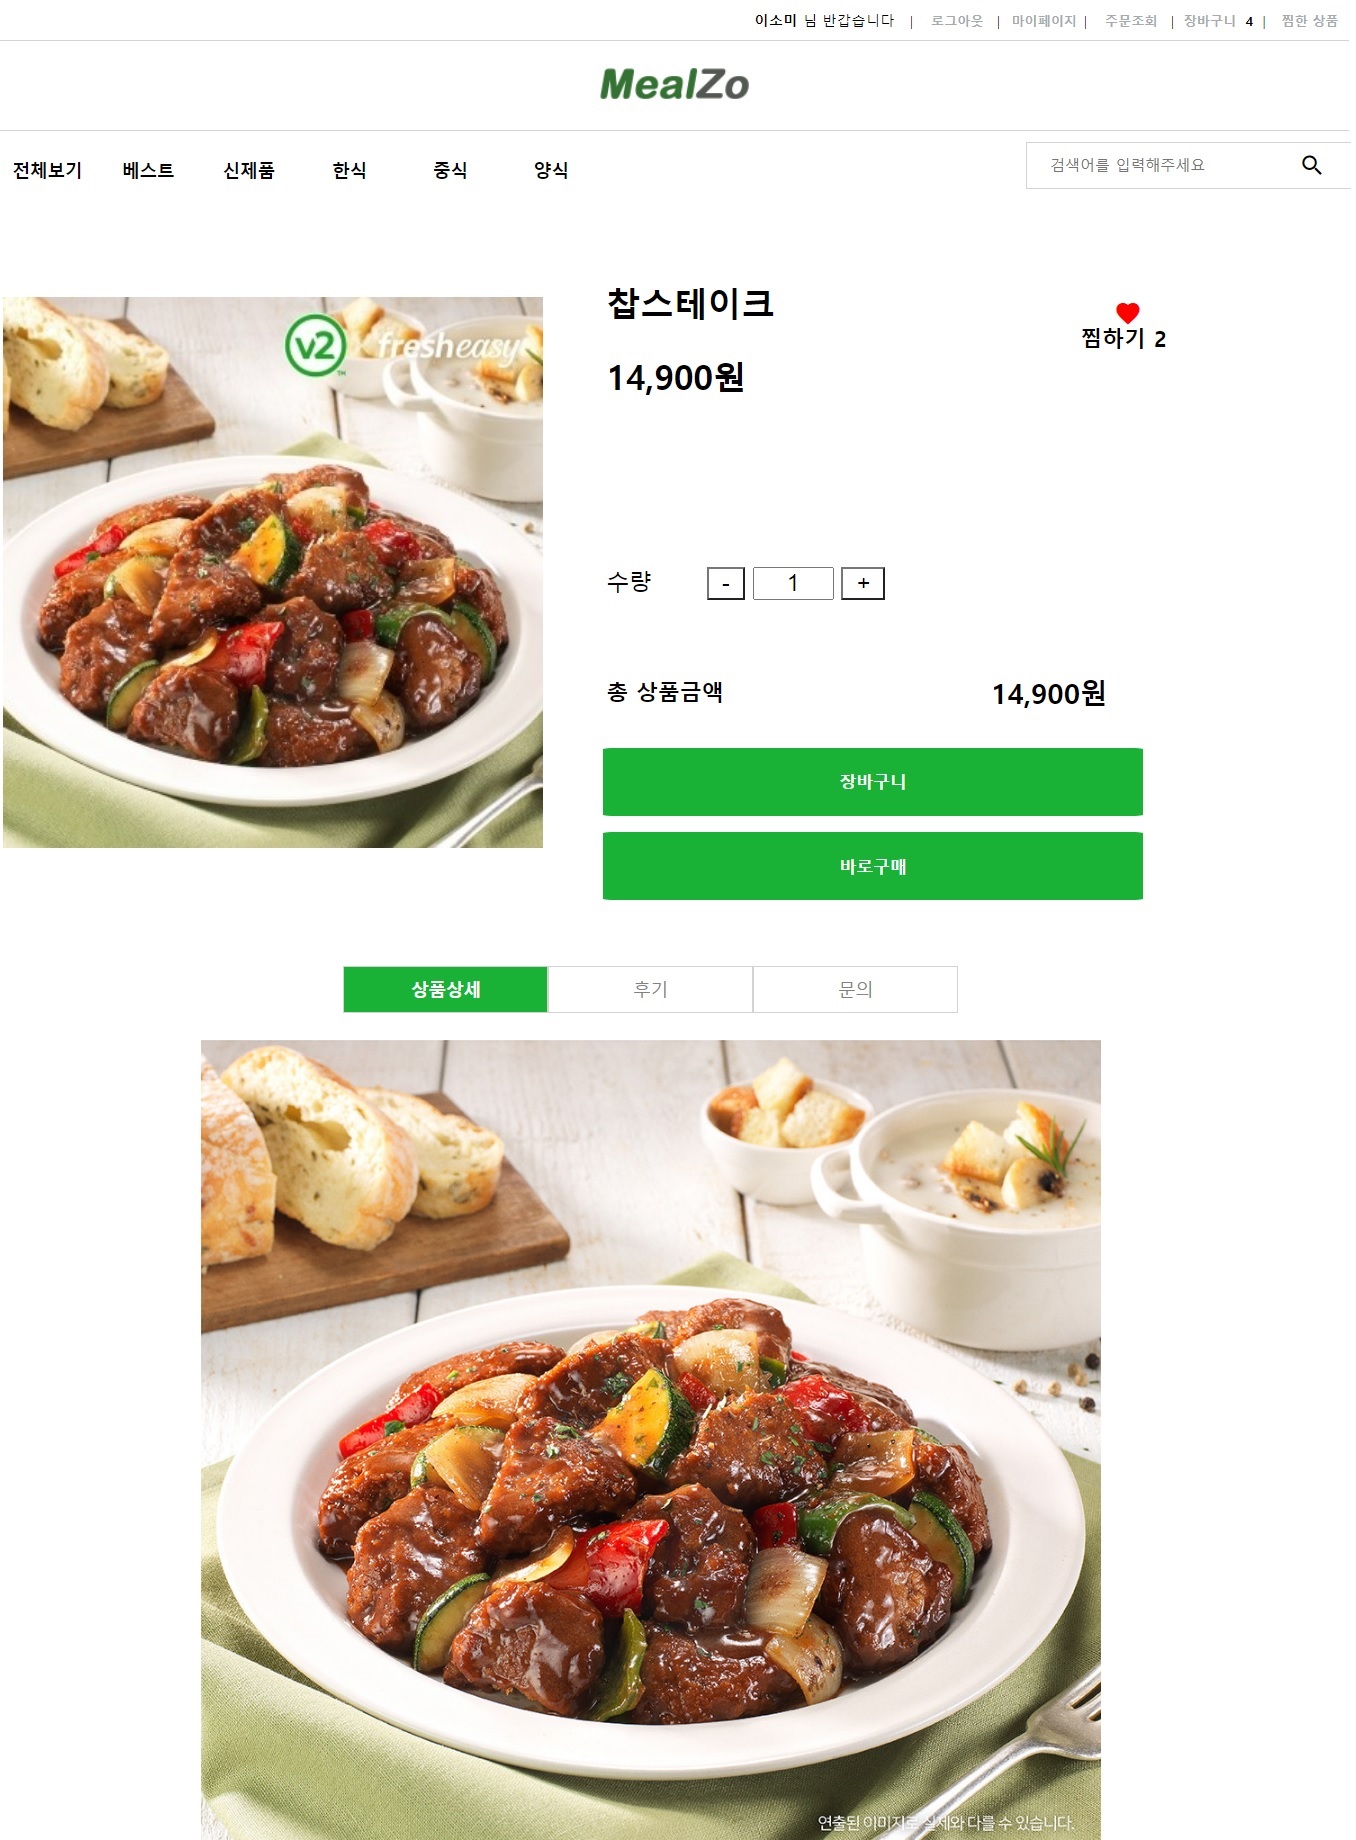 이소미 님 반갑습니다 | 로그아웃 | 마이페이지 | 주문조회 | 장바구니 4 | 찜한 상품
MealZo
전체보기 베스트 신제품 한식 중식 양식 검색어를 입력해주세요
찹스테이크
찜하기 2
14,900원
v2 TM fresheasy
수량 - 1 +
총 상품금액 14,900원
장바구니
바로구매
상품상세 후기 문의
연출된 이미지로 실제와 다를 수 있습니다.